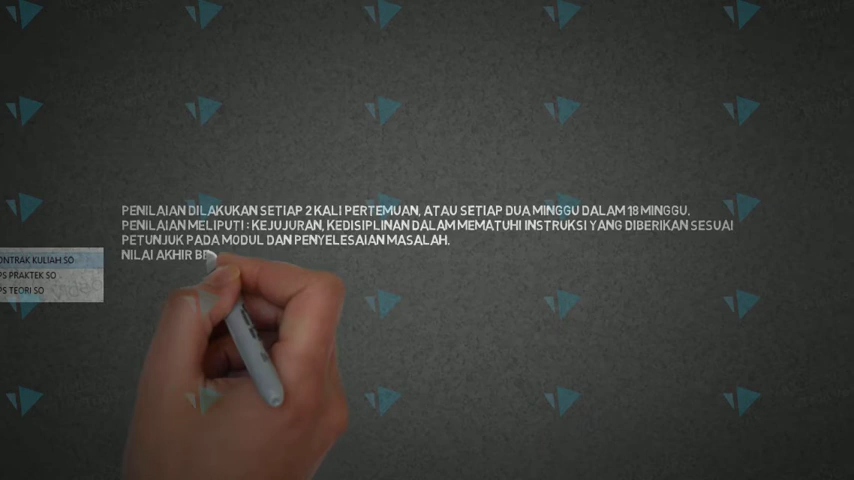 PENILAIAN DILAKUKAN SETIAP 2 KALI PERTEMUAN, ATAU SETIAP DUA MINGGU DALAM 18 MINGGU.
PENILAIAN MELIPUTI : KEJUJURAN, KEDISIPLINAN DALAM MEMATUHI INSTRUKSI YANG DIBERIKAN SESUAI
PETUNJUK PADA MODUL DAN PENYELESAIAN MASALAH.
NILAI AKHIR
ONTRAK KULIAH SO
PS PRAKTEK SO
PS TEORI SO